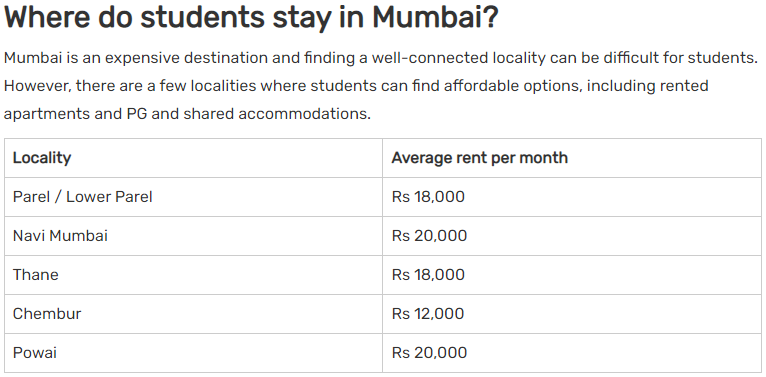 Where do students stay in Mumbai?
Mumbai is an expensive destination and finding a well-connected locality can be difficult for students.
However, there are a few localities where students can find affordable options, including rented
apartments and PG and shared accommodations.
Locality Average rent per month
Parel / Lower Parel Rs 18,000
Navi Mumbai Rs 20,000
Thane Rs 18,000
Chembur Rs 12,000
Powai Rs 20,000